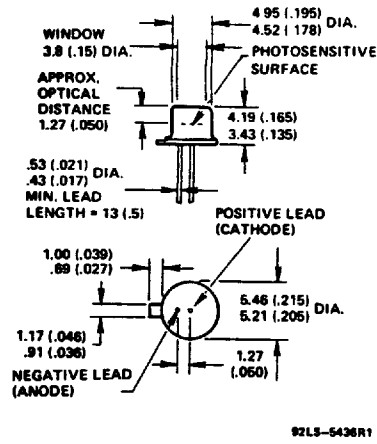 4.95 (.195) DIA.
4.52 (.178)
WINDOW
3.8 (.15) DIA.
PHOTOSENSITIVE
SURFACE
APPROX.
OPTICAL
DISTANCE
1.27 (.050)
4.19 (.165)
3.43 (.135)
.53 (.021) DIA.
.43 (.017)
MIN. LEAD
LENGTH = 13 (.5)
POSITIVE LEAD
(CATHODE)
1.00 (.039)
.69 (.027)
5.46 (.215) DIA.
5.21 (.205)
1.17 (.046)
.91 (.036)
1.27
(.050)
NEGATIVE LEAD
(ANODE)
92LS-5436R1